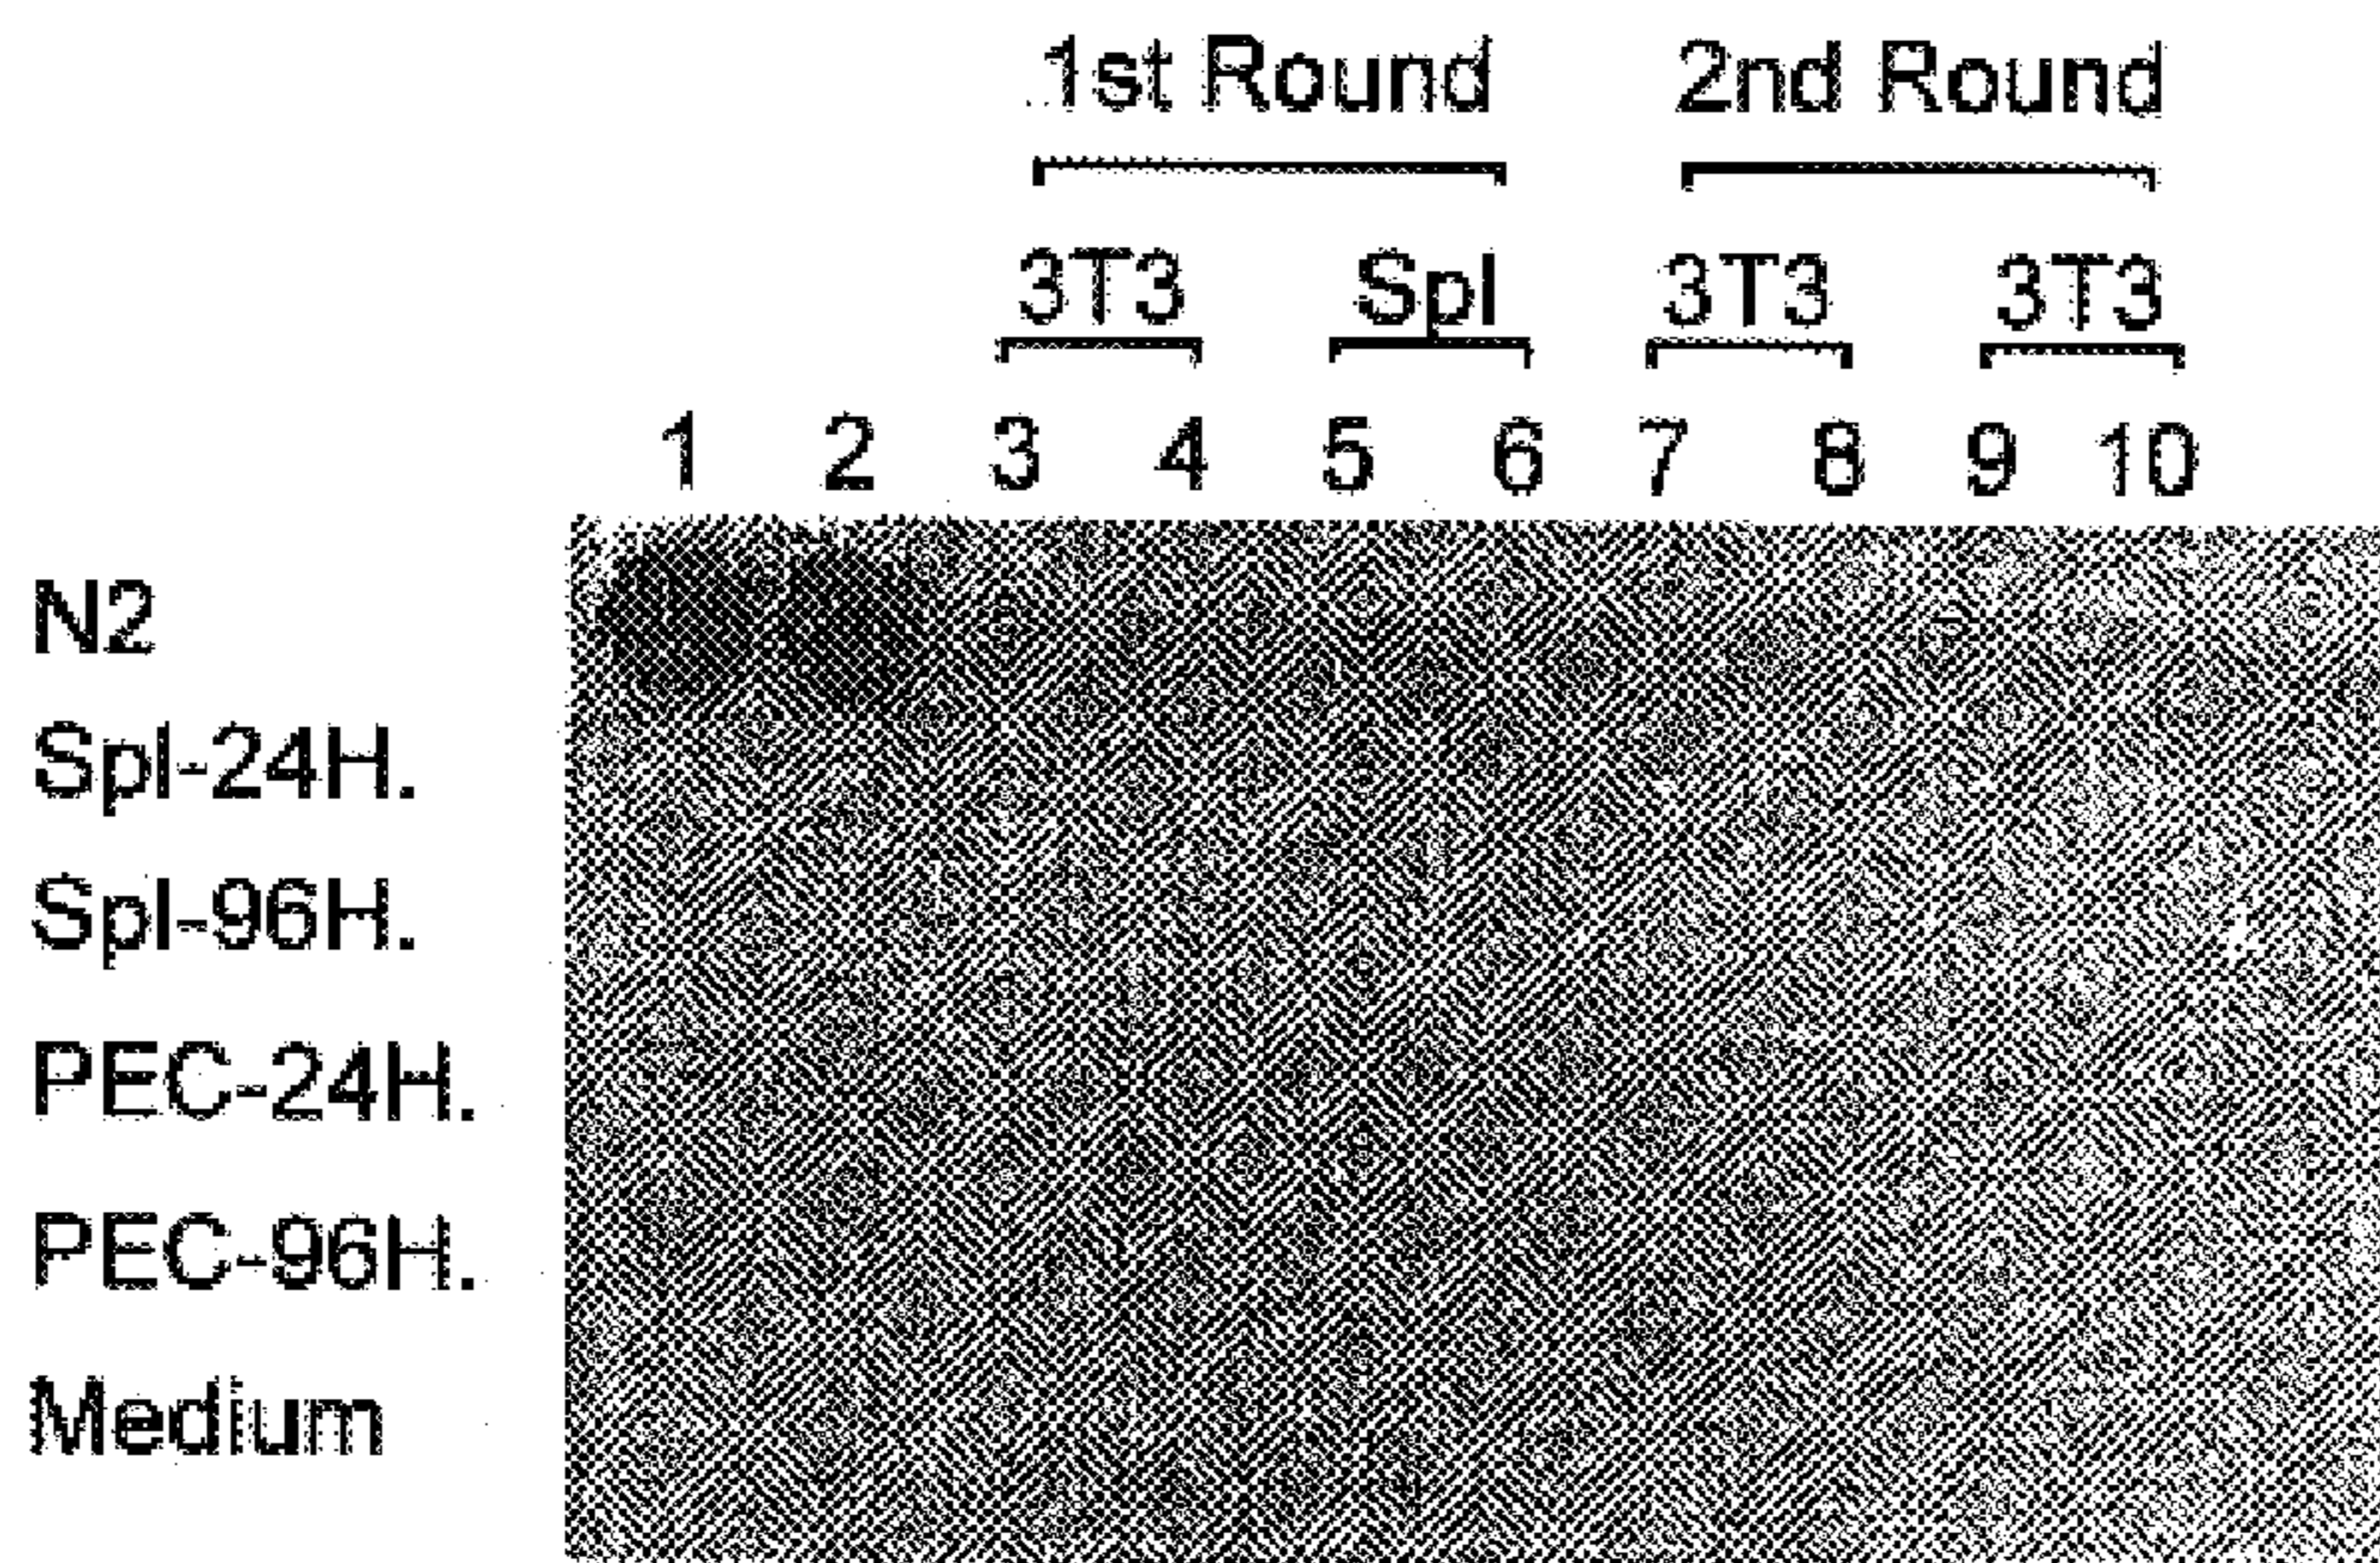 1st Round 2nd Round
3T3 Spl 3T3 3T3
1 2 3 4 5 6 7 8 9 10
N2
Spl-24H.
Spl-96H.
PEC-24H.
PEC-96H.
Medium